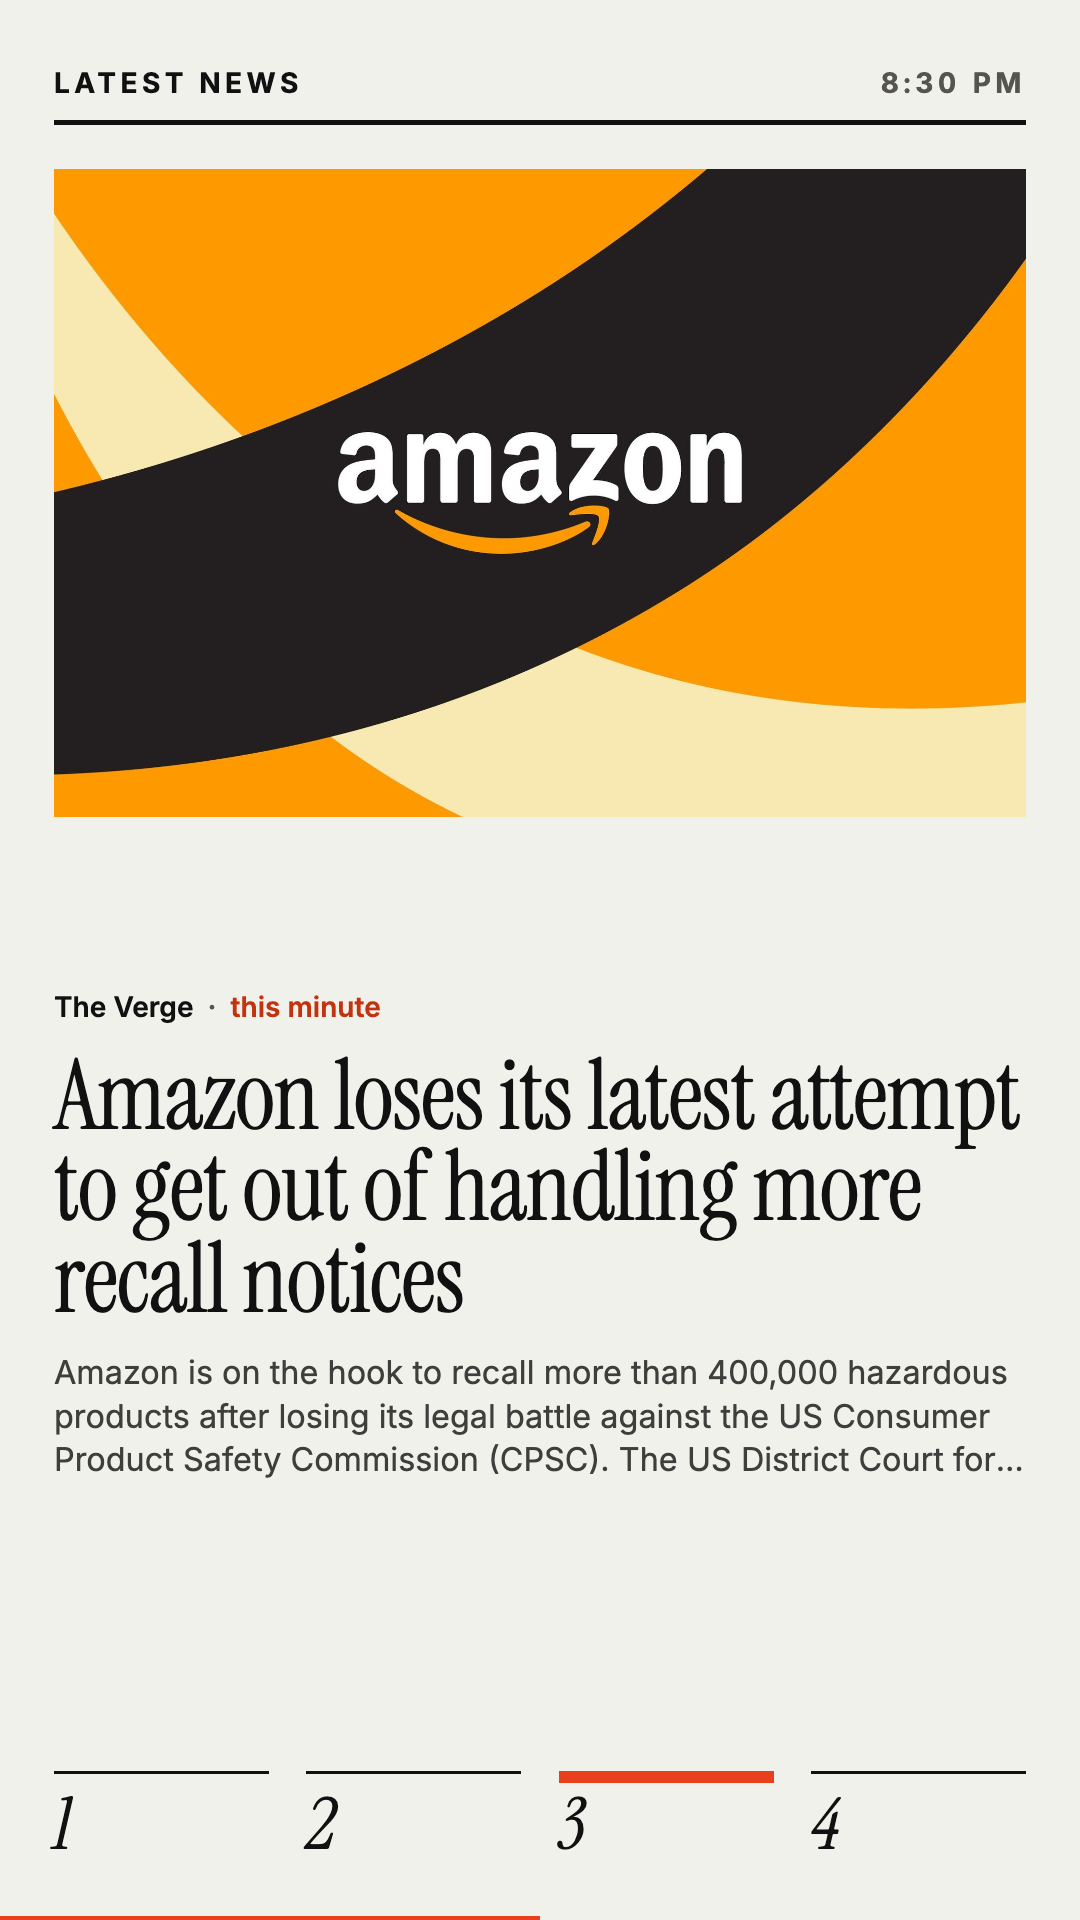 LATEST NEWS
8:30 PM
amazon
The Verge · this minute
Amazon loses its latest attempt
to get out of handling more
recall notices
Amazon is on the hook to recall more than 400,000 hazardous
products after losing its legal battle against the US Consumer
Product Safety Commission (CPSC). The US District Court for...
1
2
3
4